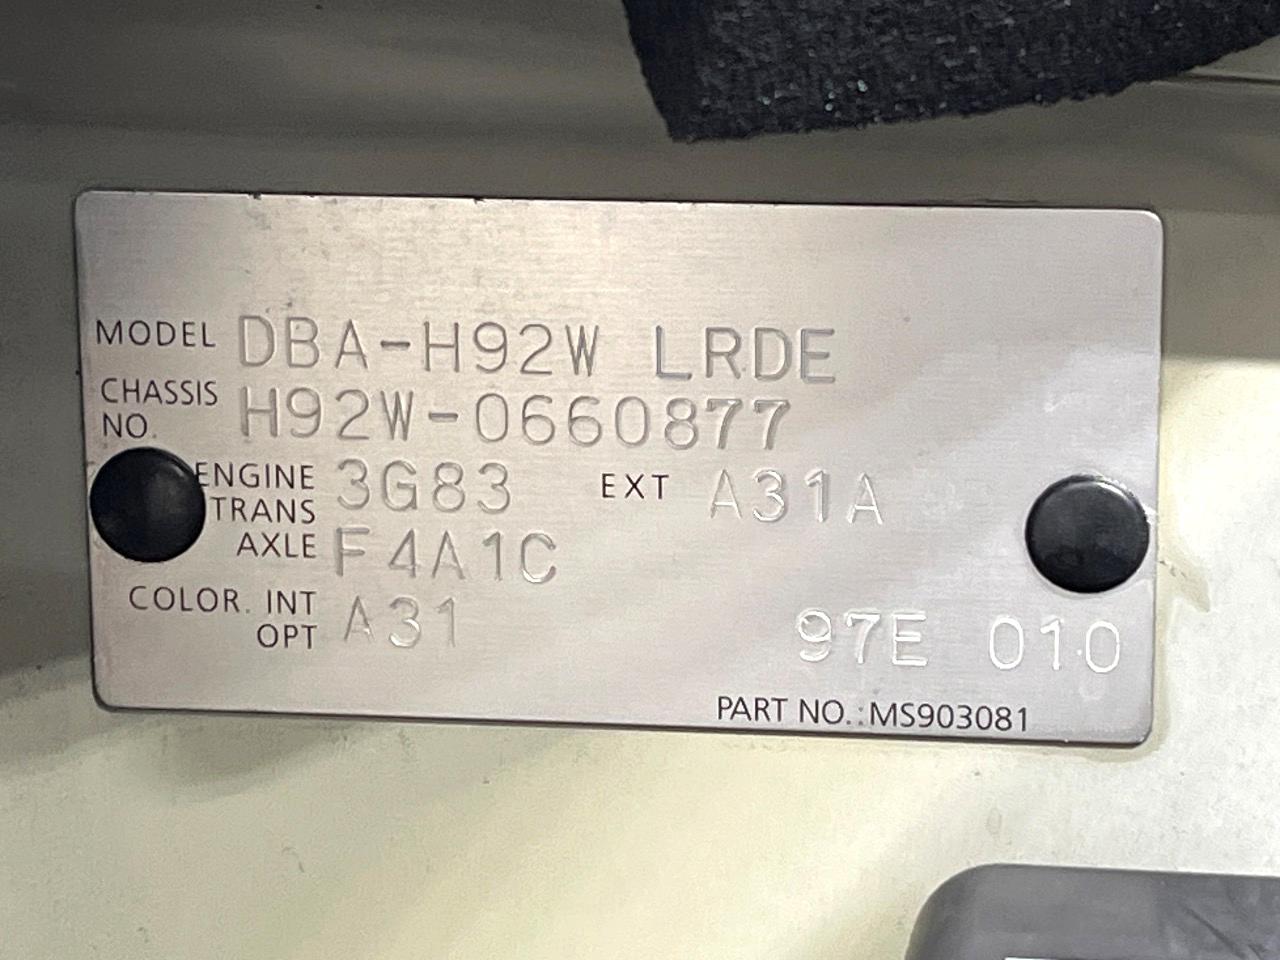 MODEL DBA-H92W LRDE
CHASSIS NO. H92W-0660877
ENGINE 3G83 EXT A31A
TRANS AXLE F4A1C
COLOR. INT OPT A31
97E 010
PART NO.:MS903081